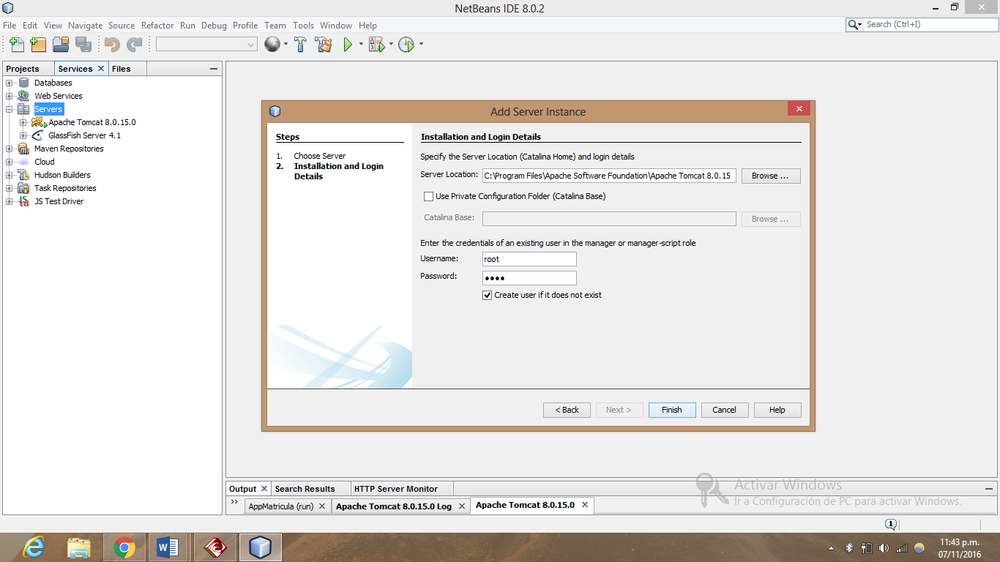 NetBeans IDE 8.0.2
File Edit View Navigate Source Refactor Run Debug Profile Team Tools Window Help
Search (Ctrl+I)
Projects Services Files
Databases
Web Services
Servers
Apache Tomcat 8.0.15.0
GlassFish Server 4.1
Maven Repositories
Cloud
Hudson Builders
Task Repositories
JS Test Driver
Add Server Instance
Steps
1. Choose Server
2. Installation and Login
Details
Installation and Login Details
Specify the Server Location (Catalina Home) and login details
Server Location: C:\Program Files\Apache Software Foundation\Apache Tomcat 8.0.15 Browse ...
Use Private Configuration Folder (Catalina Base)
Catalina Base: Browse ...
Enter the credentials of an existing user in the manager or manager-script role
Username: root
Password: ●●●●
Create user if it does not exist
< Back Next > Finish Cancel Help
Output Search Results HTTP Server Monitor
AppMatricula (run) Apache Tomcat 8.0.15.0 Log Apache Tomcat 8.0.15.0
Activar Windows
Ir a Configuración de PC para activar Windows.
1
11:43 p.m.
07/11/2016